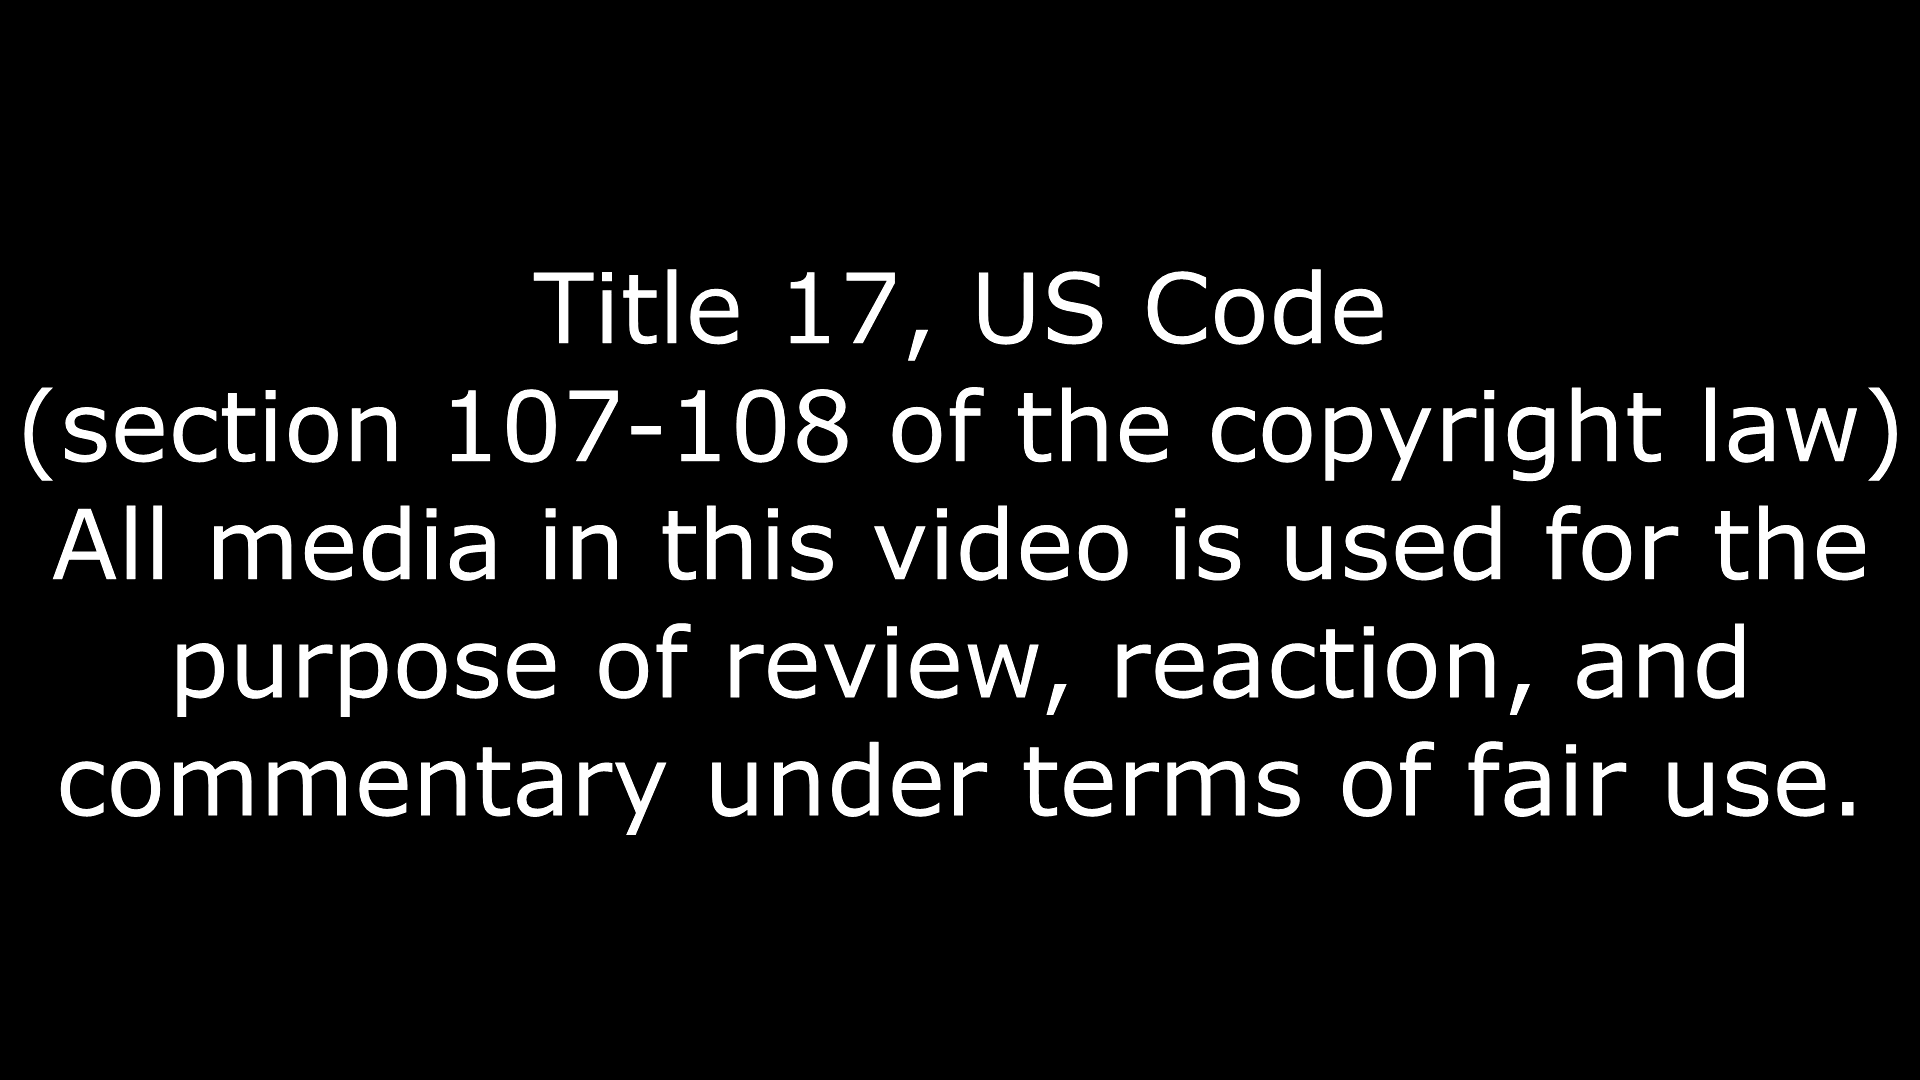 Title 17, US Code
(section 107-108 of the copyright law)
All media in this video is used for the
purpose of review, reaction, and
commentary under terms of fair use.